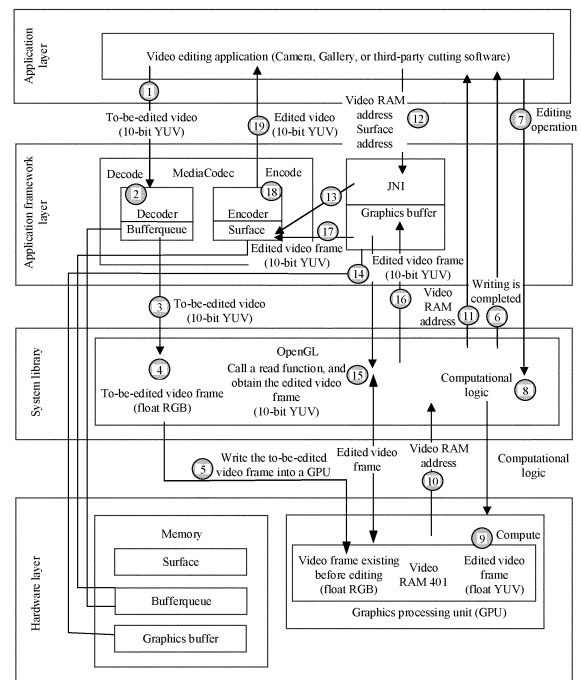 Application
layer
Video editing application (Camera, Gallery, or third-party cutting software)
1
To-be-edited video
(10-bit YUV)
19
Edited video
(10-bit YUV)
Video RAM
address
Surface
address
12
7
Editing
operation
Application framework
layer
MediaCodec
Decode
2
Decoder
Bufferqueue
Encode
18
Encoder
Surface
13
17
JNI
Graphics buffer
Edited video frame
(10-bit YUV)
14
Edited video frame
(10-bit YUV)
16
Video
RAM
address
11
Writing is
completed
6
3
To-be-edited video
(10-bit YUV)
System library
OpenGL
4
To-be-edited video frame
(float RGB)
Call a read function, and
obtain the edited video
frame
(10-bit YUV)
15
Computational
logic
8
5
Write the to-be-edited
video frame into a GPU
Edited video
frame
Video RAM
address
10
Computational
logic
Hardware layer
Memory
Surface
Bufferqueue
Graphics buffer
9
Compute
Video frame existing
before editing
(float RGB)
Video
RAM 401
Edited video
frame
(float YUV)
Graphics processing unit (GPU)